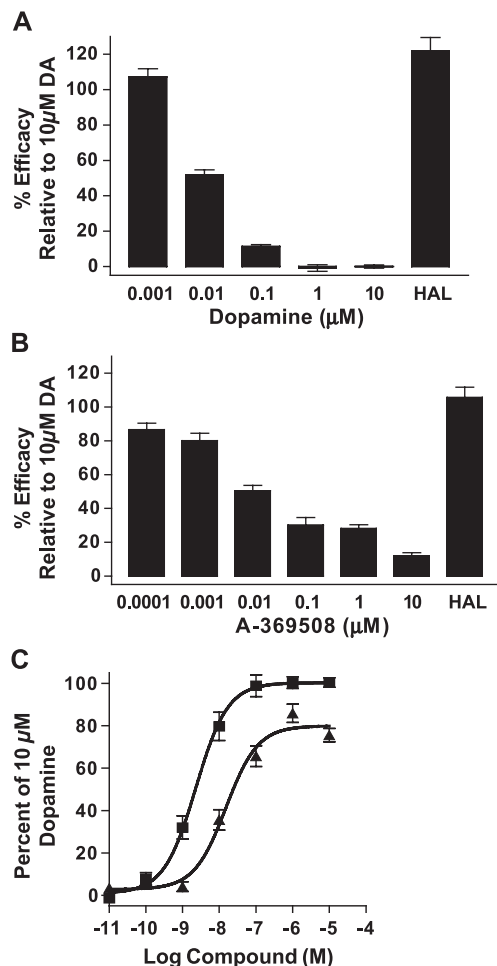 A
% Efficacy
Relative to 10μM DA
120
100
80
60
40
20
0
0.001 0.01 0.1 1 10 HAL
Dopamine (μM)
B
% Efficacy
Relative to 10μM DA
120
100
80
60
40
20
0
0.0001 0.001 0.01 0.1 1 10 HAL
A-369508 (μM)
C
Percent of 10 μM
Dopamine
100
80
60
40
20
0
-11 -10 -9 -8 -7 -6 -5 -4
Log Compound (M)